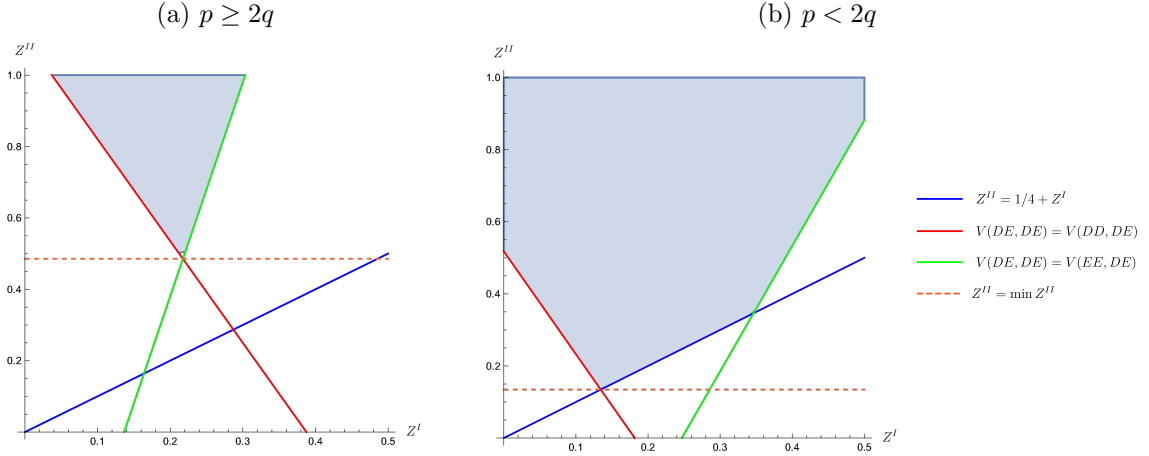 (a) p ≥ 2q
(b) p < 2q
Z^{II}
1.0
0.8
0.6
0.4
0.2
0.1
0.2
0.3
0.4
0.5
Z^I
Z^{II}
1.0
0.8
0.6
0.4
0.2
0.1
0.2
0.3
0.4
0.5
Z^I
Z^{II} = 1/4 + Z^I
V(DE, DE) = V(DD, DE)
V(DE, DE) = V(EE, DE)
Z^{II} = min Z^{II}